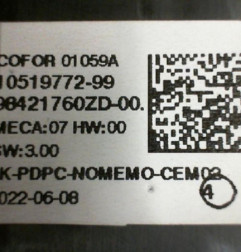 COFOR 01059A
10519772-99
98421760ZD-00.
MECA:07 HW:00
SW:3.00
K-PDPC-NOMEMO-CEM02
022-06-08
4